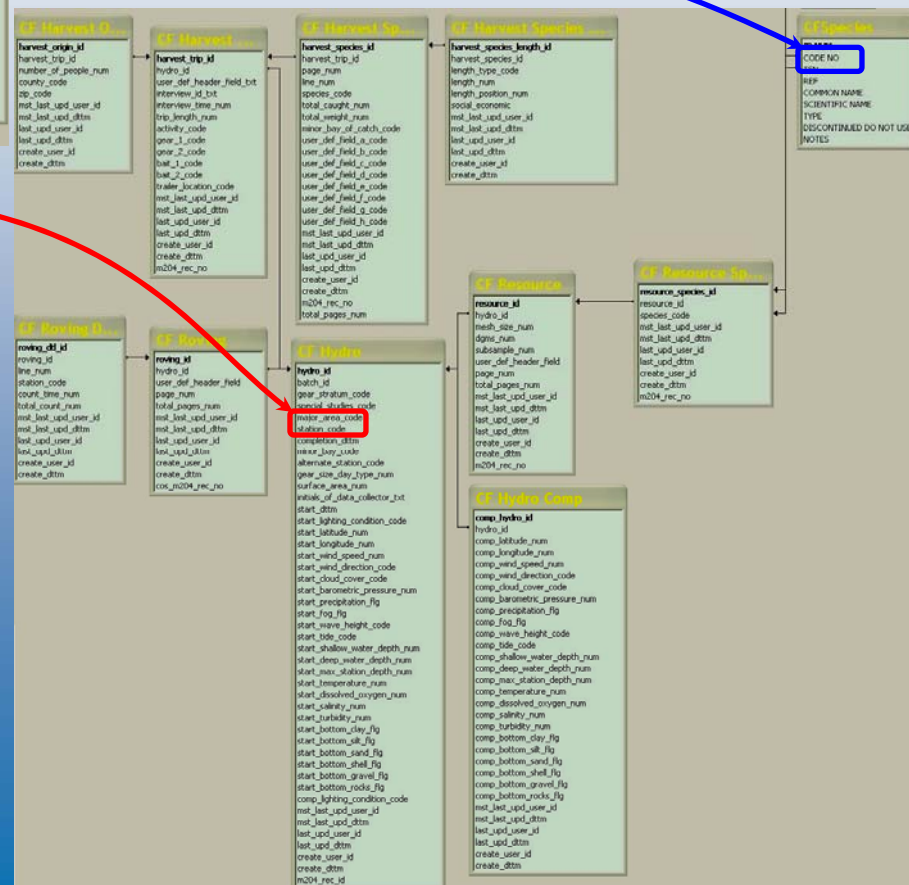 CF Harvest O...
harvest_origin_id
harvest_trip_id
number_of_people_num
county_code
zip_code
mst_last_upd_user_id
mst_last_upd_dttm
last_upd_user_id
last_upd_dttm
create_user_id
create_dttm
CF Harvest ...
harvest_trip_id
hydro_id
user_def_header_field_txt
interview_id_txt
interview_time_num
trip_length_num
activity_code
gear_1_code
gear_2_code
bait_1_code
bait_2_code
trailer_location_code
mst_last_upd_user_id
mst_last_upd_dttm
last_upd_user_id
last_upd_dttm
create_user_id
create_dttm
m204_rec_no
CF Harvest Sp...
harvest_species_id
harvest_trip_id
page_num
line_num
species_code
total_caught_num
total_weight_num
minor_bay_of_catch_code
user_def_field_a_code
user_def_field_b_code
user_def_field_c_code
user_def_field_d_code
user_def_field_e_code
user_def_field_f_code
user_def_field_g_code
user_def_field_h_code
mst_last_upd_user_id
mst_last_upd_dttm
last_upd_user_id
last_upd_dttm
create_user_id
create_dttm
m204_rec_no
total_pages_num
CF Harvest Species ...
harvest_species_length_id
harvest_species_id
length_type_code
length_num
length_position_num
social_economic
mst_last_upd_user_id
mst_last_upd_dttm
last_upd_user_id
last_upd_dttm
create_user_id
create_dttm
CFSpecies
CODE NO
REF
COMMON NAME
SCIENTIFIC NAME
TYPE
DISCONTINUED DO NOT USE
NOTES
CF Roving D...
roving_dtl_id
roving_id
line_num
station_code
count_time_num
total_count_num
mst_last_upd_user_id
mst_last_upd_dttm
last_upd_user_id
last_upd_dttm
create_user_id
create_dttm
CF Roving
roving_id
hydro_id
user_def_header_field
page_num
total_pages_num
mst_last_upd_user_id
mst_last_upd_dttm
last_upd_user_id
last_upd_dttm
create_user_id
create_dttm
cos_m204_rec_no
CF Hydro
hydro_id
batch_id
gear_stratum_code
special_studies_code
major_area_code
station_code
completion_dttm
minor_bay_code
alternate_station_code
gear_size_day_type_num
surface_area_num
initials_of_data_collector_txt
start_dttm
start_lighting_condition_code
start_latitude_num
start_longitude_num
start_wind_speed_num
start_wind_direction_code
start_cloud_cover_code
start_barometric_pressure_num
start_precipitation_flg
start_fog_flg
start_wave_height_code
start_tide_code
start_shallow_water_depth_num
start_deep_water_depth_num
start_max_station_depth_num
start_temperature_num
start_dissolved_oxygen_num
start_salinity_num
start_turbidity_num
start_bottom_clay_flg
start_bottom_silt_flg
start_bottom_sand_flg
start_bottom_shell_flg
start_bottom_gravel_flg
start_bottom_rocks_flg
comp_lighting_condition_code
mst_last_upd_user_id
mst_last_upd_dttm
last_upd_user_id
last_upd_dttm
create_user_id
create_dttm
m204_rec_id
CF Resource
resource_id
hydro_id
mesh_size_num
dgms_num
subsample_num
user_def_header_field
page_num
total_pages_num
mst_last_upd_user_id
mst_last_upd_dttm
last_upd_user_id
last_upd_dttm
create_user_id
create_dttm
m204_rec_no
CF Resource Sp...
resource_species_id
resource_id
species_code
mst_last_upd_user_id
mst_last_upd_dttm
last_upd_user_id
last_upd_dttm
create_user_id
create_dttm
m204_rec_no
CF Hydro Comp
comp_hydro_id
hydro_id
comp_latitude_num
comp_longitude_num
comp_wind_speed_num
comp_wind_direction_code
comp_cloud_cover_code
comp_barometric_pressure_num
comp_precipitation_flg
comp_fog_flg
comp_wave_height_code
comp_tide_code
comp_shallow_water_depth_num
comp_deep_water_depth_num
comp_max_station_depth_num
comp_temperature_num
comp_dissolved_oxygen_num
comp_salinity_num
comp_turbidity_num
comp_bottom_clay_flg
comp_bottom_silt_flg
comp_bottom_sand_flg
comp_bottom_shell_flg
comp_bottom_gravel_flg
comp_bottom_rocks_flg
mst_last_upd_user_id
mst_last_upd_dttm
last_upd_user_id
last_upd_dttm
create_user_id
create_dttm